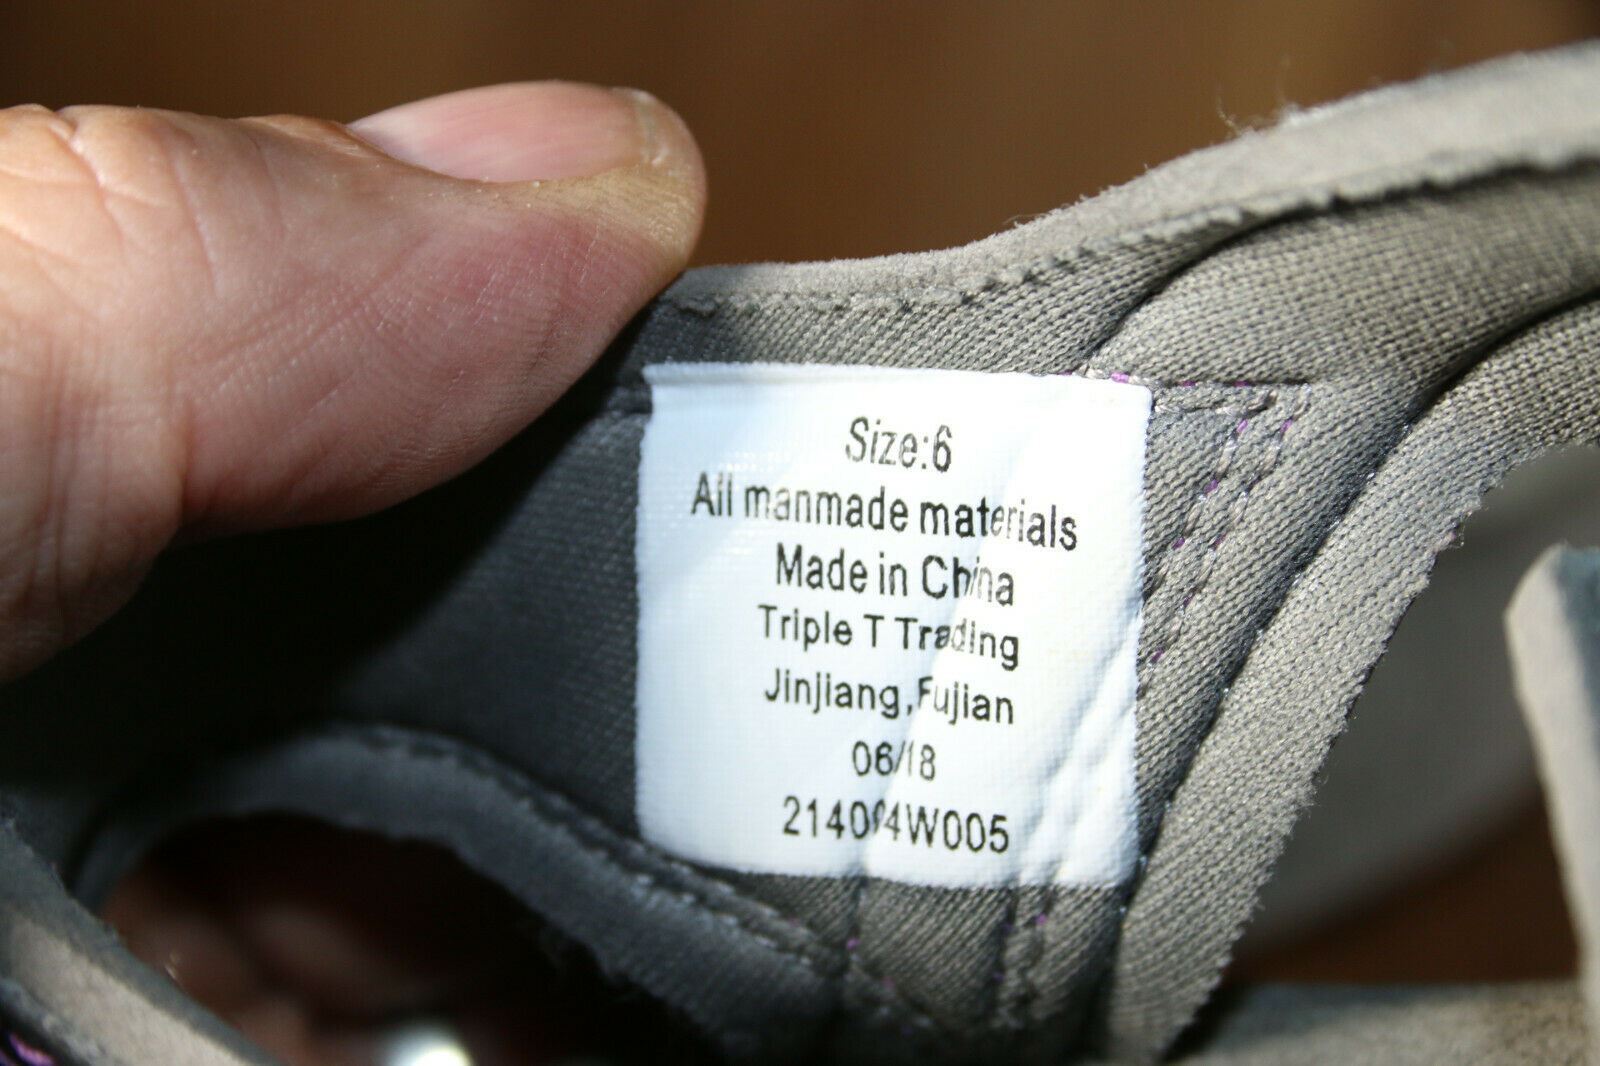 Size:6
All manmade materials
Made in China
Triple T Trading
Jinjiang,Fujian
06/18